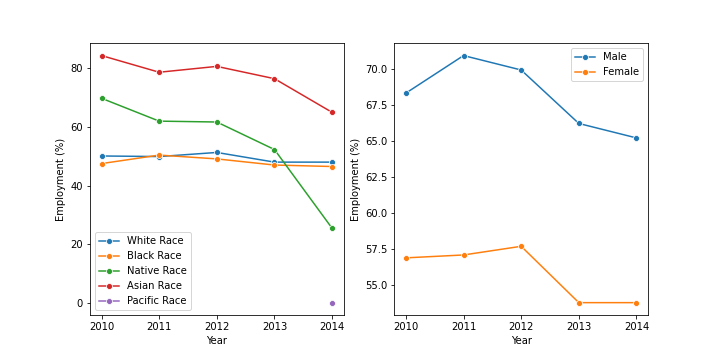 Employment (%)
80
60
40
20
0
White Race
Black Race
Native Race
Asian Race
Pacific Race
2010 2011 2012 2013 2014
Year
Employment (%)
70.0
67.5
65.0
62.5
60.0
57.5
55.0
Male
Female
2010 2011 2012 2013 2014
Year